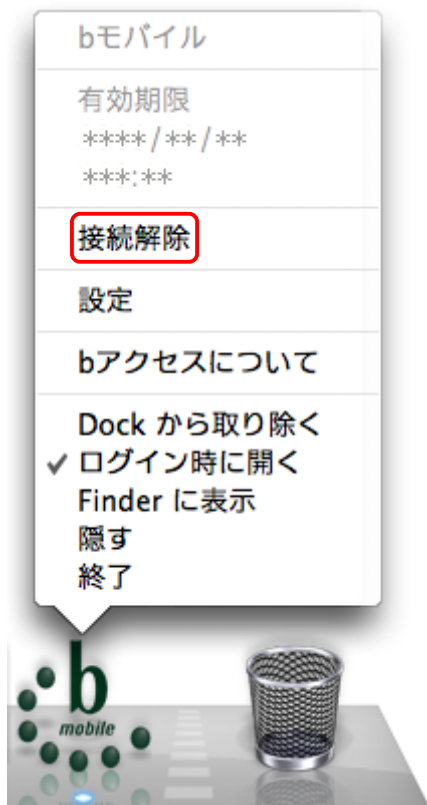 bモバイル
有効期限
****/**/**
***:**
接続解除
設定
bアクセスについて
Dock から取り除く
✓ ログイン時に開く
Finder に表示
隠す
終了
b
mobile